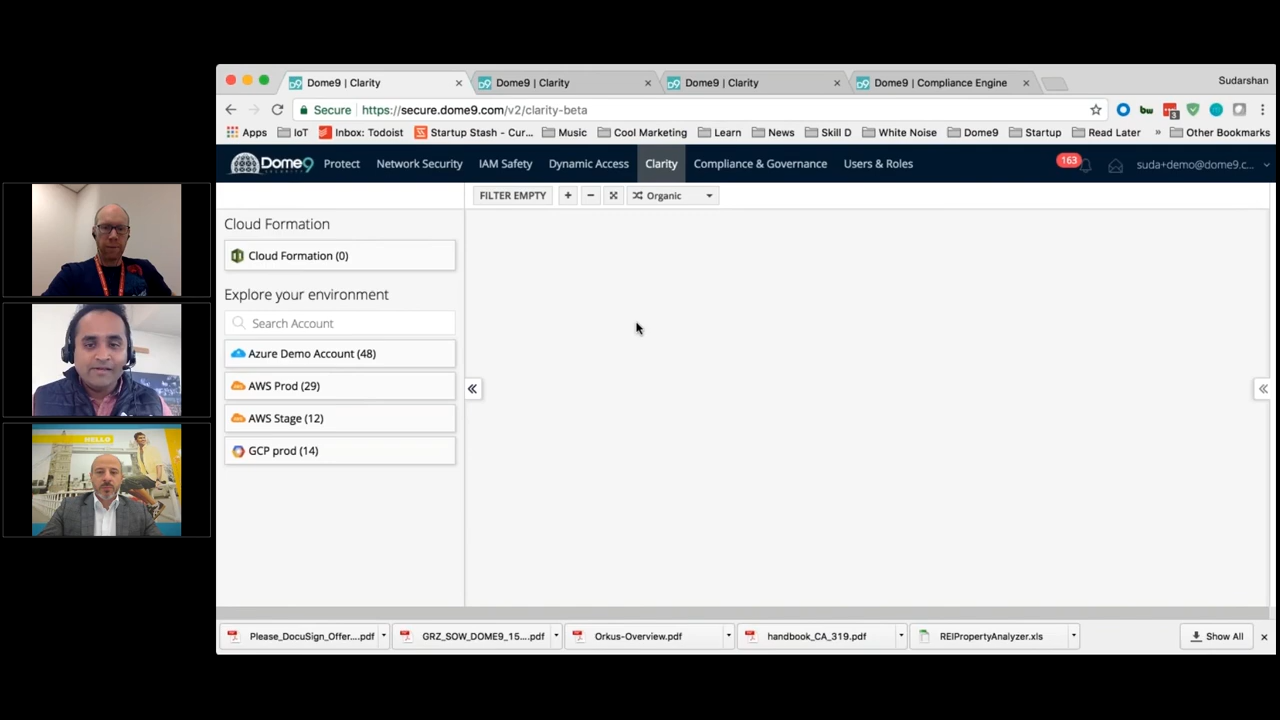 Dome9 | Clarity
Dome9 | Clarity
Dome9 | Clarity
Dome9 | Compliance Engine
Sudarshan
Secure
https://secure.dome9.com/v2/clarity-beta
bw
3
Apps
IoT
Inbox: Todoist
Startup Stash - Cur...
Music
Cool Marketing
Learn
News
Skill D
White Noise
Dome9
Startup
Read Later
»
Other Bookmarks
Dome9
SECURITY
Protect
Network Security
IAM Safety
Dynamic Access
Clarity
Compliance & Governance
Users & Roles
163
suda+demo@dome9.c...
FILTER EMPTY
Organic
Cloud Formation
Cloud Formation (0)
Explore your environment
Search Account
Azure Demo Account (48)
AWS Prod (29)
AWS Stage (12)
GCP prod (14)
HELLO
Please_DocuSign_Offer....pdf
GRZ_SOW_DOME9_15....pdf
Orkus-Overview.pdf
handbook_CA_319.pdf
REIPropertyAnalyzer.xls
Show All